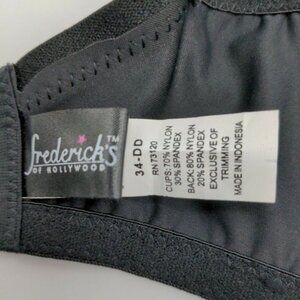 frederick's™
OF HOLLYWOOD
34-DD
RN 73120
CUPS: 70% NYLON
30% SPANDEX
BACK: 80% NYLON
20% SPANDEX
EXCLUSIVE OF
TRIMMING
MADE IN INDONESIA